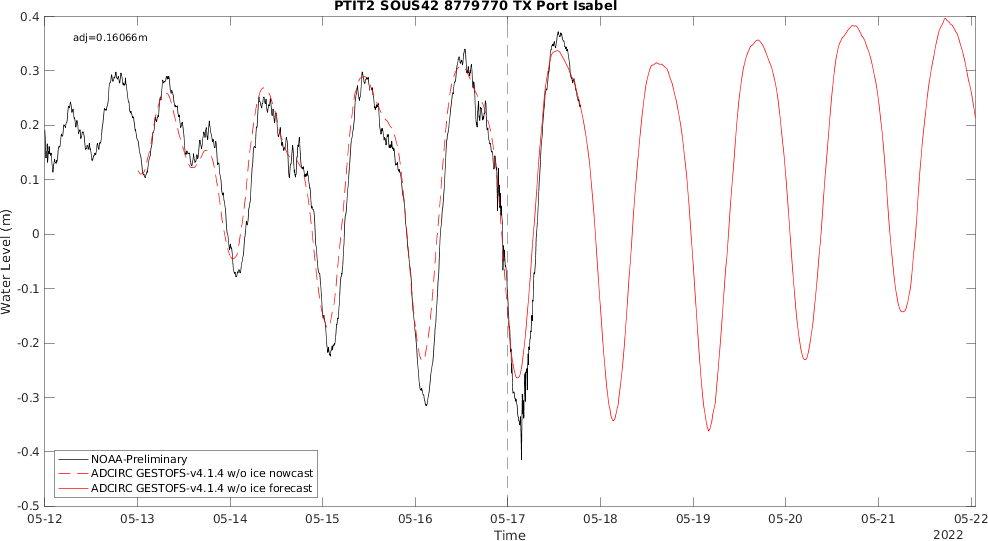 PTIT2 SOUS42 8779770 TX Port Isabel
adj=0.16066m
0.4
0.3
0.2
0.1
0
-0.1
-0.2
-0.3
-0.4
-0.5
Water Level (m)
NOAA-Preliminary
ADCIRC GESTOFS-v4.1.4 w/o ice nowcast
ADCIRC GESTOFS-v4.1.4 w/o ice forecast
05-12 05-13 05-14 05-15 05-16 05-17 05-18 05-19 05-20 05-21 05-22
Time
2022